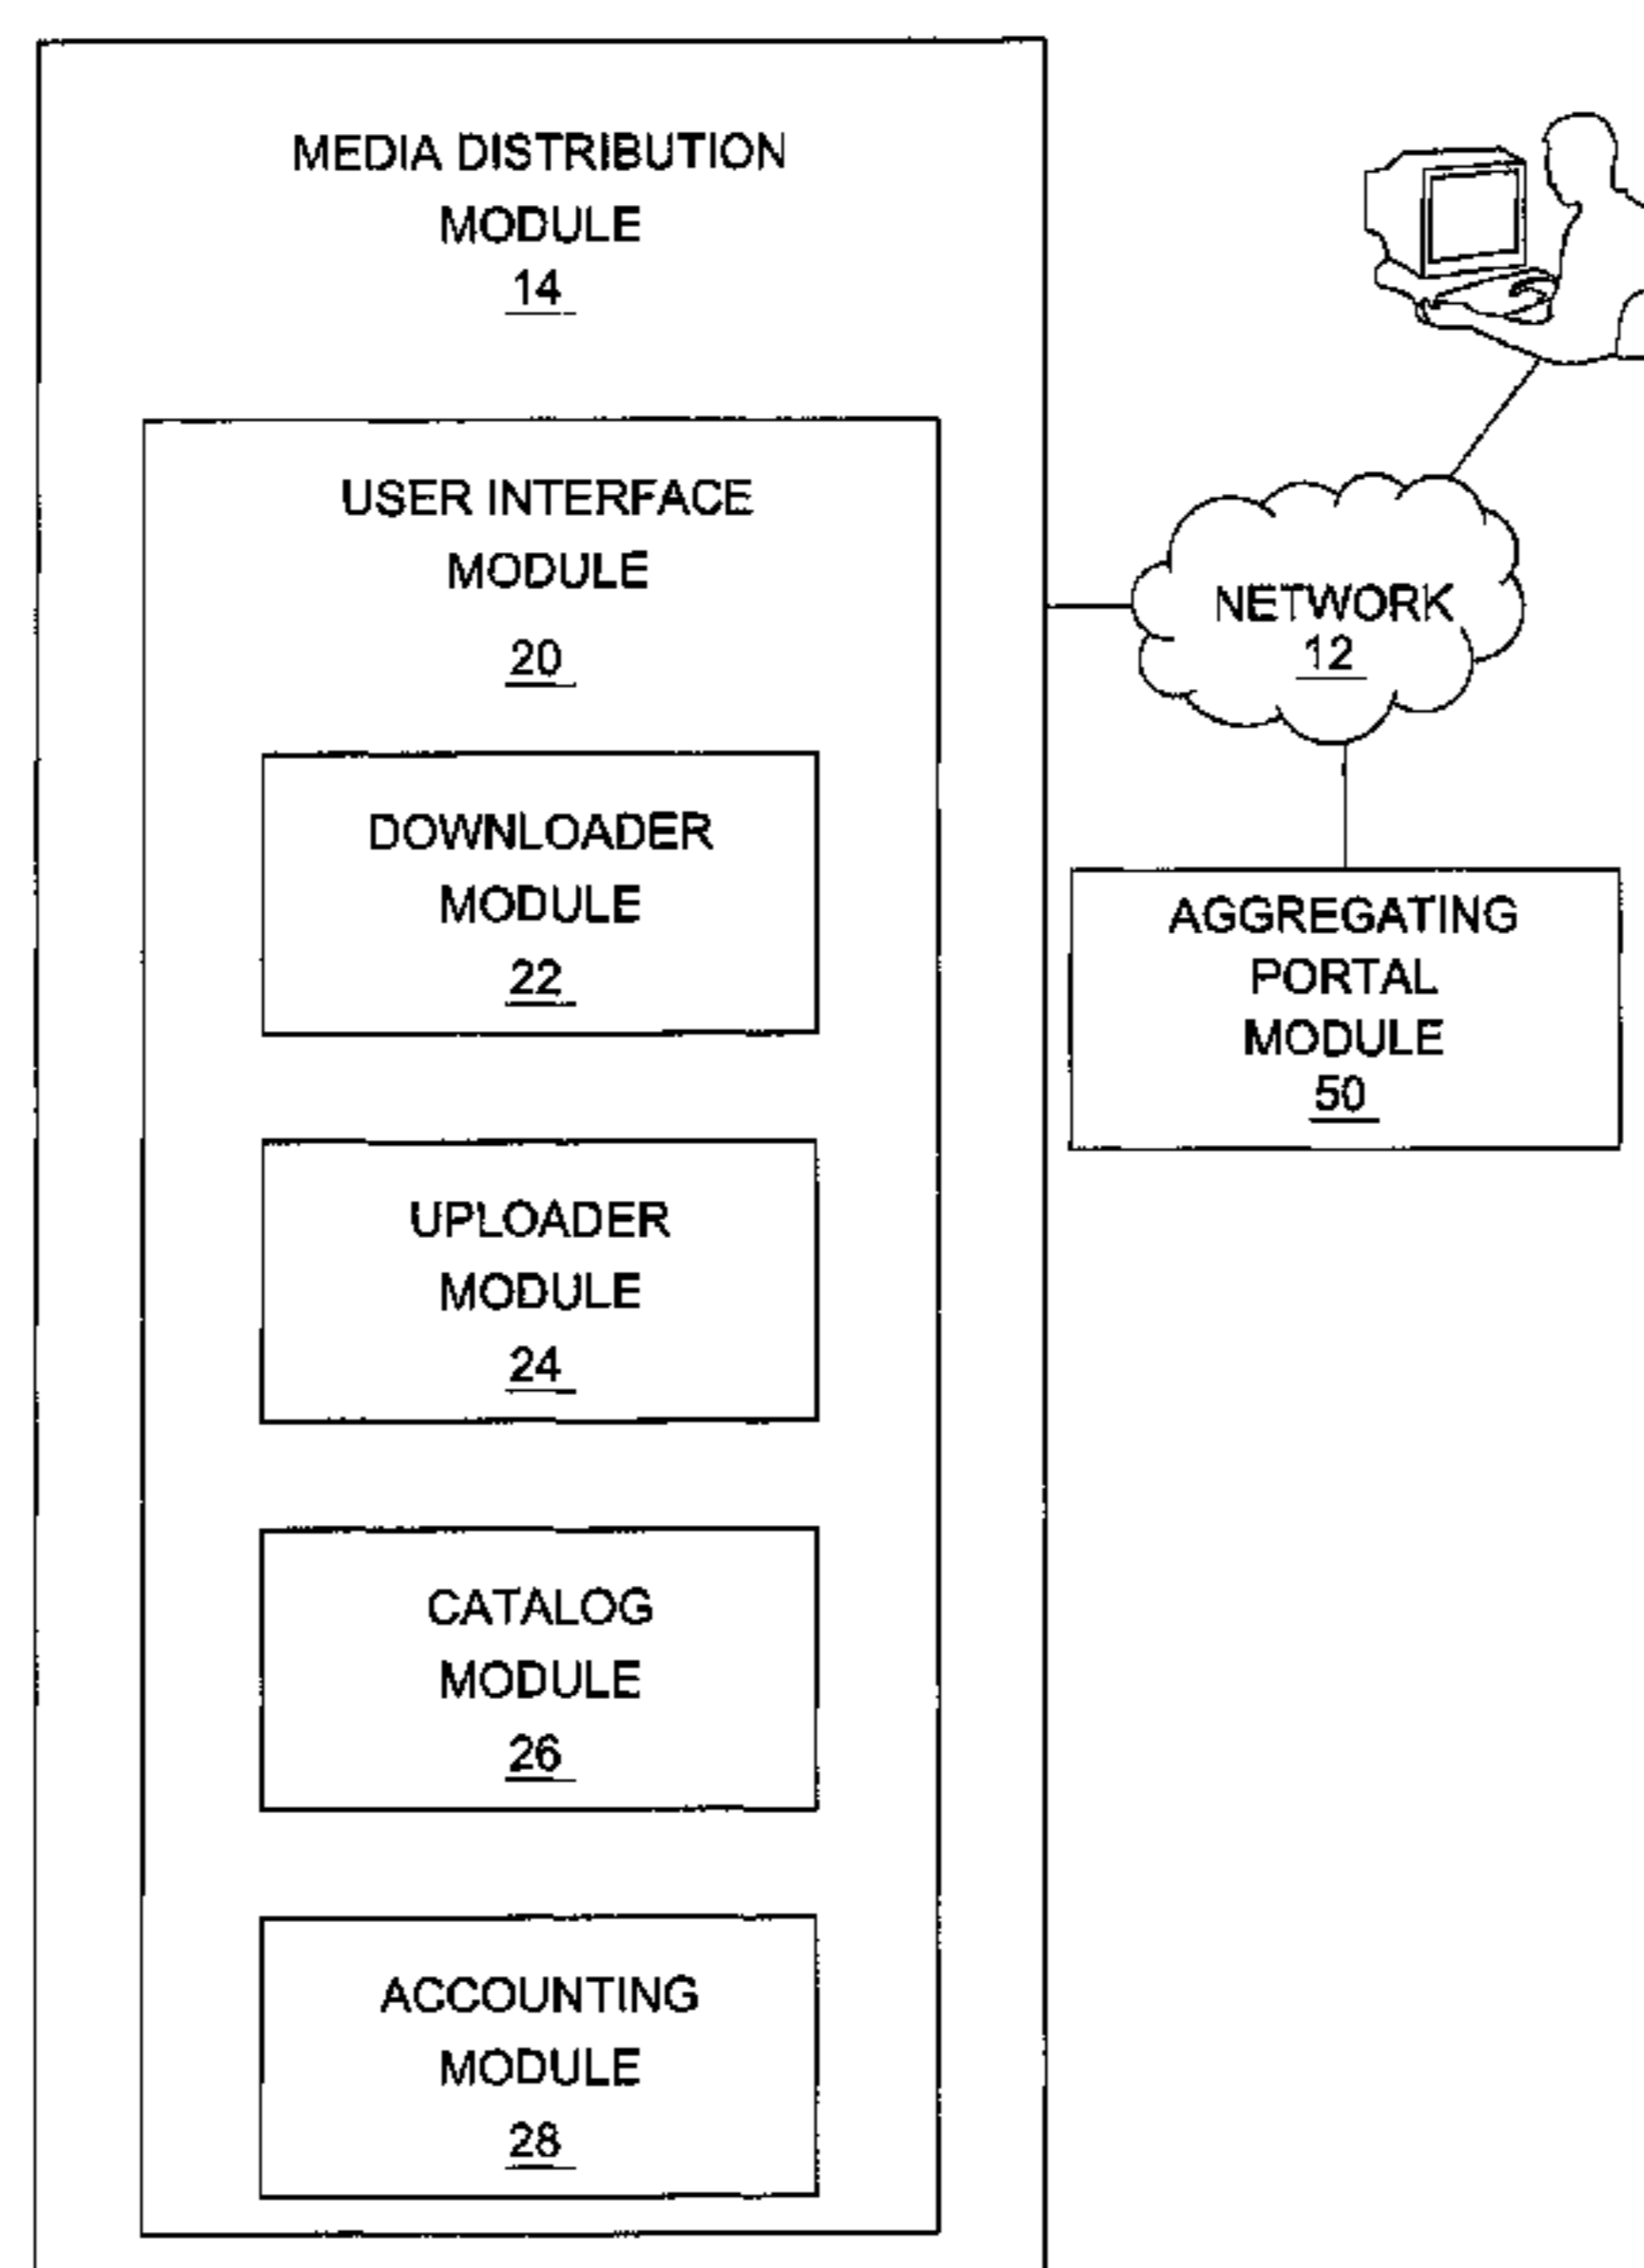 MEDIA DISTRIBUTION
MODULE
14
USER INTERFACE
MODULE
20
DOWNLOADER
MODULE
22
UPLOADER
MODULE
24
CATALOG
MODULE
26
ACCOUNTING
MODULE
28
NETWORK
12
AGGREGATING
PORTAL
MODULE
50